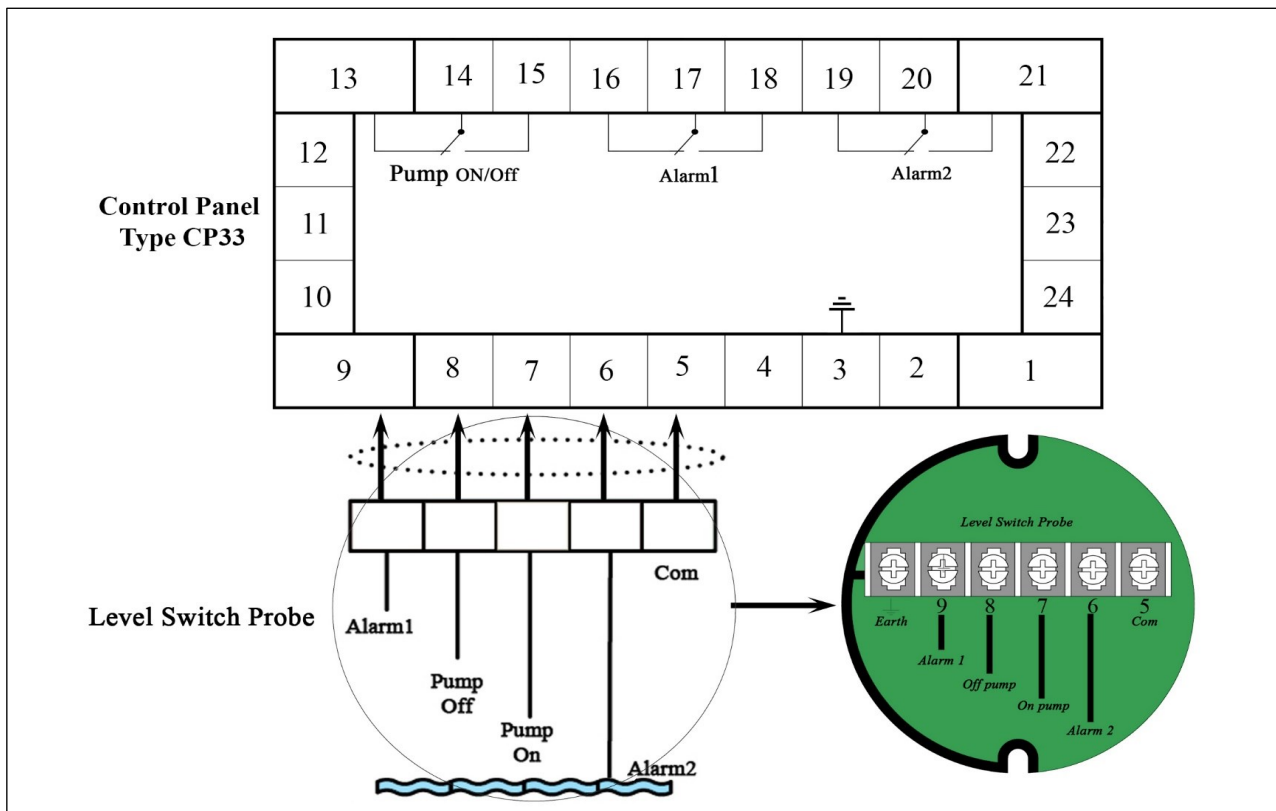 13 14 15 16 17 18 19 20 21
Pump ON/Off
Alarm1
Alarm2
12
11
10
22
23
24
Control Panel
Type CP33
9 8 7 6 5 4 3 2 1
Com
Alarm1
Pump
Off
Pump
On
Alarm2
Level Switch Probe
Level Switch Probe
Earth
9 8 7 6 5
Com
Alarm 1
Off pump
On pump
Alarm 2